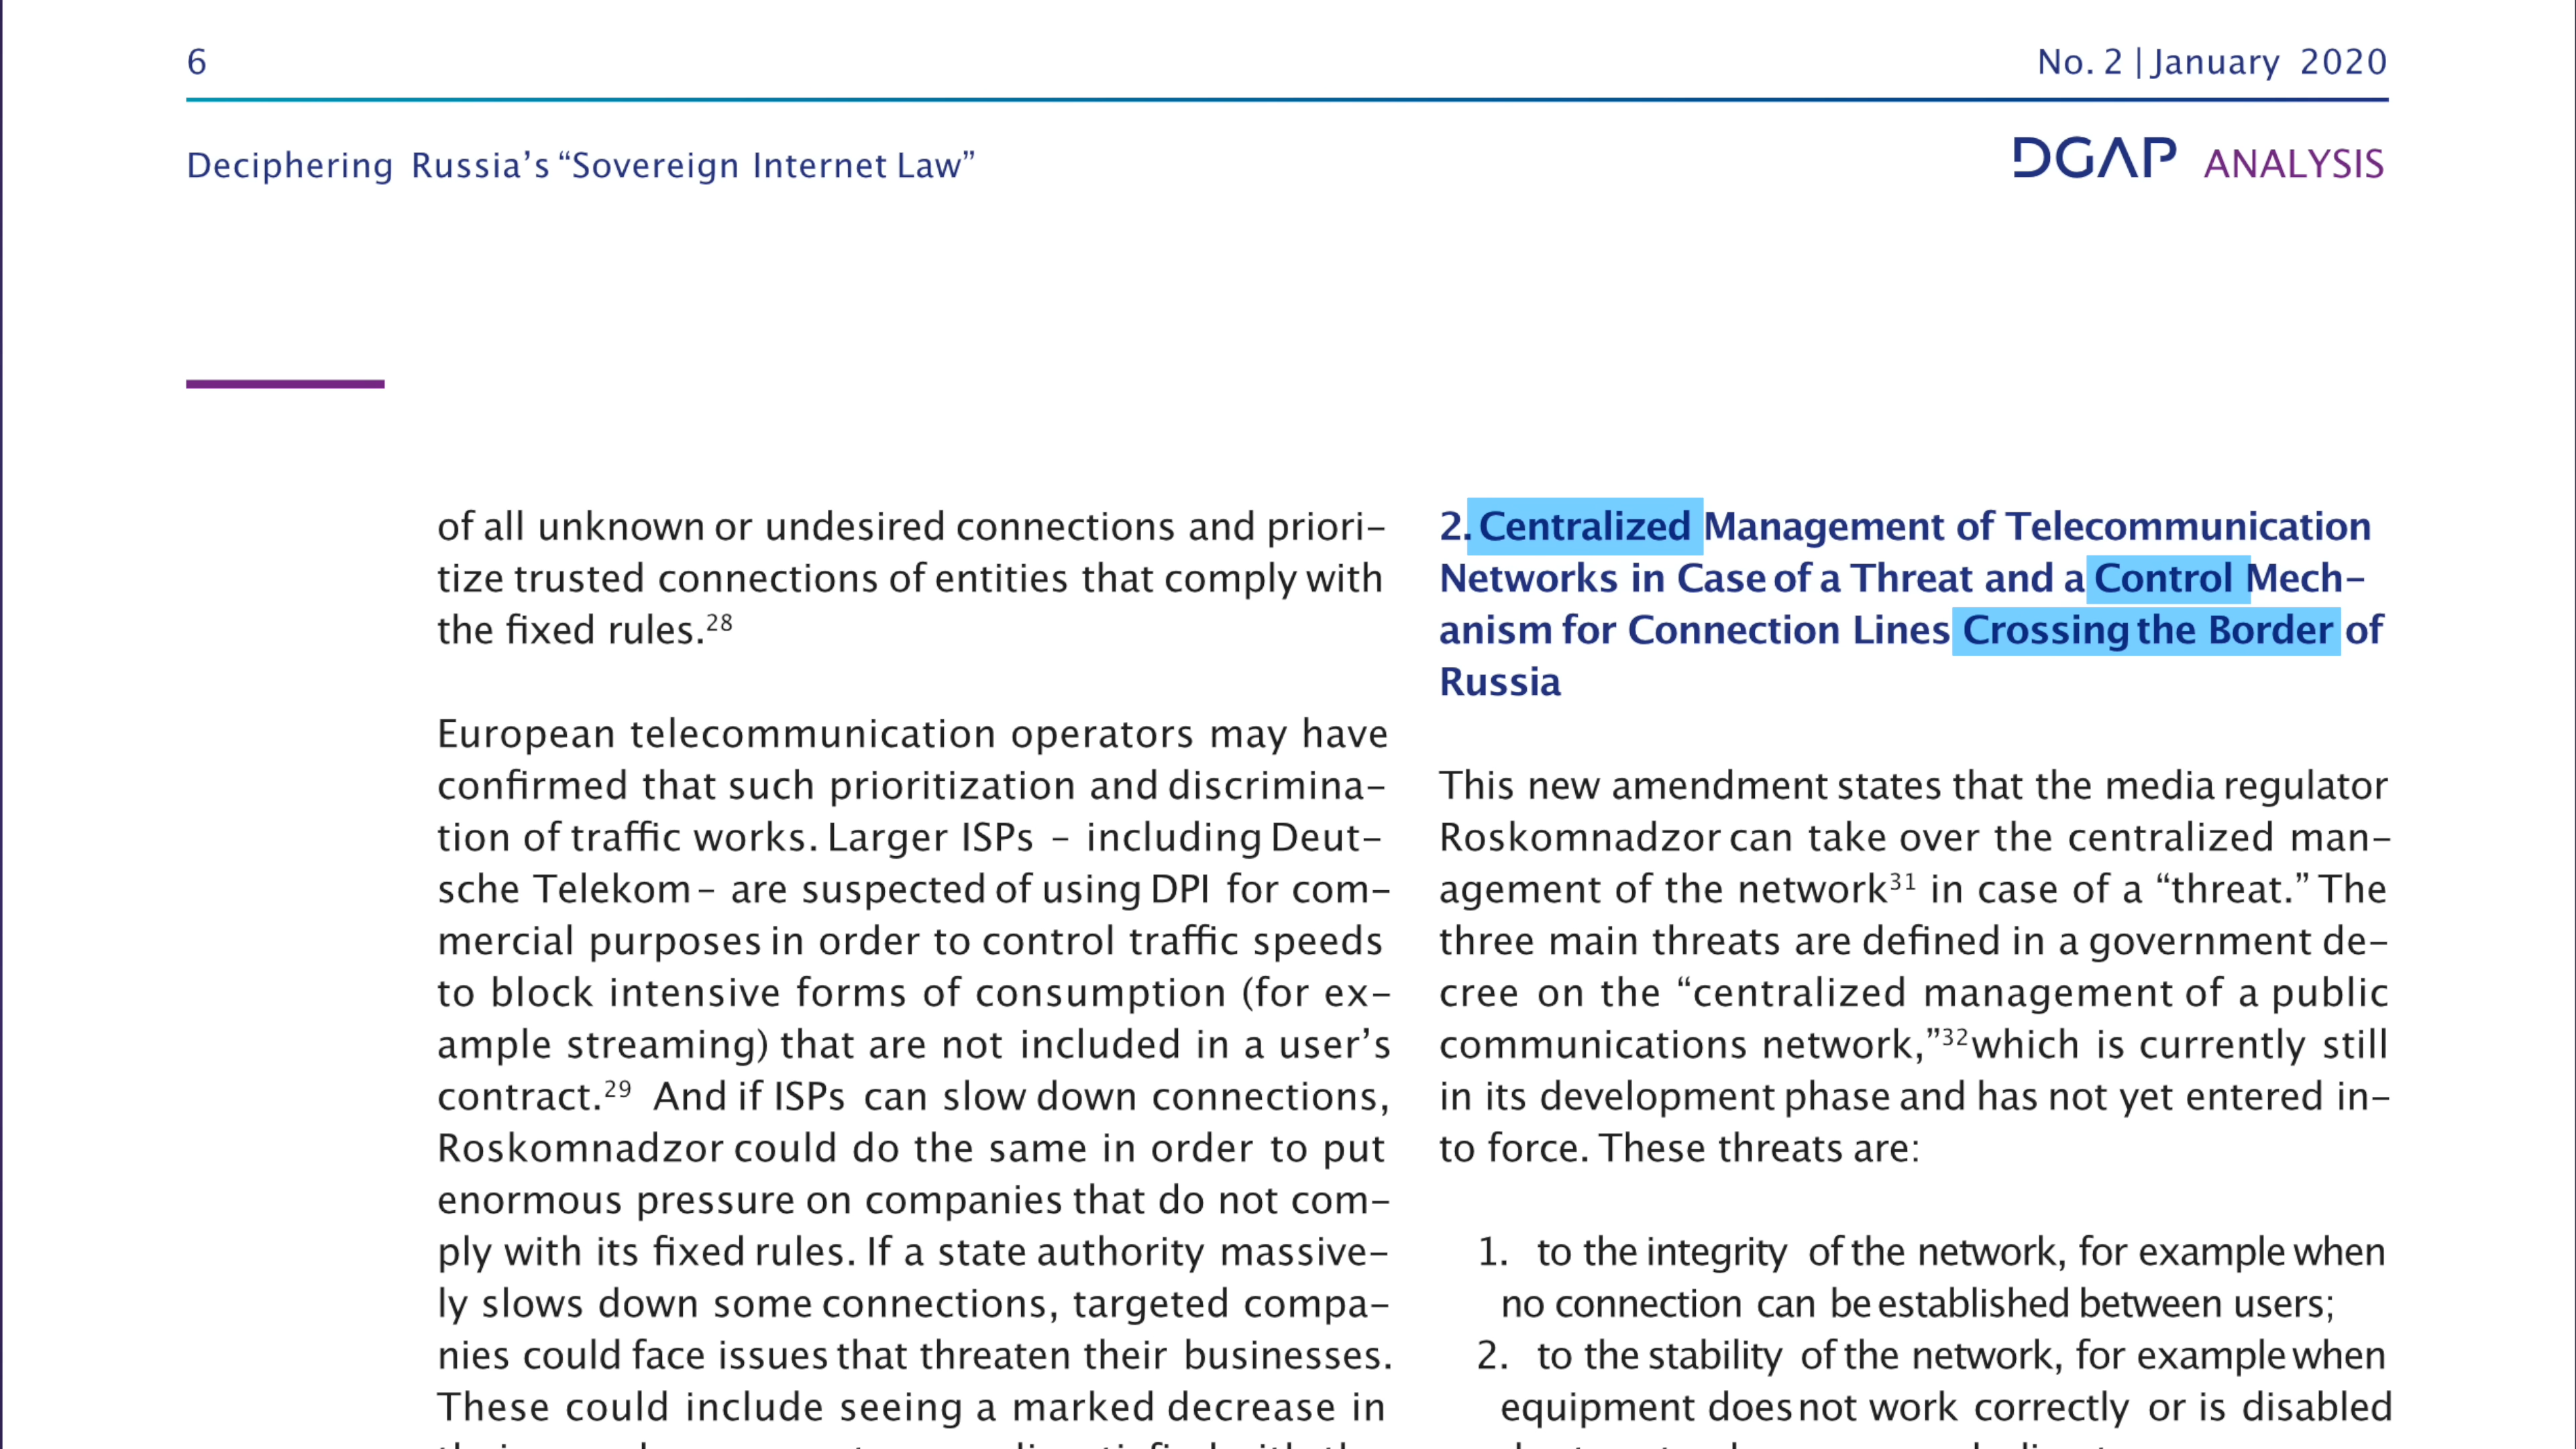 6
No. 2 | January 2020
Deciphering Russia's “Sovereign Internet Law”
DGAP ANALYSIS
of all unknown or undesired connections and priori–
tize trusted connections of entities that comply with
the fixed rules.28
European telecommunication operators may have
confirmed that such prioritization and discrimina–
tion of traffic works. Larger ISPs – including Deut–
sche Telekom – are suspected of using DPI for com–
mercial purposes in order to control traffic speeds
to block intensive forms of consumption (for ex–
ample streaming) that are not included in a user’s
contract.29 And if ISPs can slow down connections,
Roskomnadzor could do the same in order to put
enormous pressure on companies that do not com–
ply with its fixed rules. If a state authority massive–
ly slows down some connections, targeted compa–
nies could face issues that threaten their businesses.
These could include seeing a marked decrease in
2. Centralized Management of Telecommunication
Networks in Case of a Threat and a Control Mech–
anism for Connection Lines Crossing the Border of
Russia
This new amendment states that the media regulator
Roskomnadzor can take over the centralized man–
agement of the network31 in case of a “threat.” The
three main threats are defined in a government de–
cree on the “centralized management of a public
communications network,”32 which is currently still
in its development phase and has not yet entered in–
to force. These threats are:
1. to the integrity of the network, for example when
no connection can be established between users;
2. to the stability of the network, for example when
equipment does not work correctly or is disabled